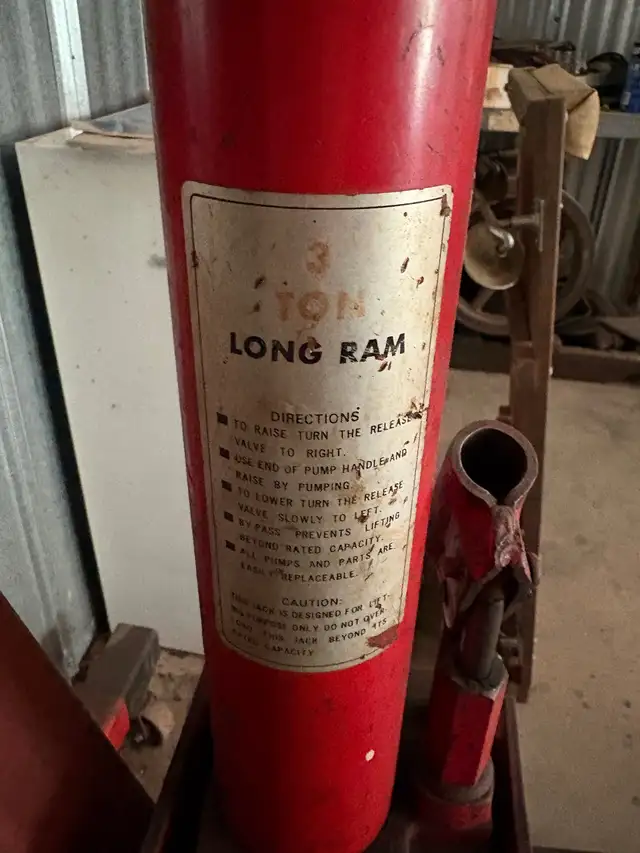 3
TON
LONG RAM
DIRECTIONS
TO RAISE TURN THE RELEASE
VALVE TO RIGHT.
USE END OF PUMP HANDLE AND
RAISE BY PUMPING.
TO LOWER TURN THE RELEASE
VALVE SLOWLY TO LEFT.
BY-PASS PREVENTS LIFTING
BEYOND RATED CAPACITY.
ALL PUMPS AND PARTS ARE
EASILY REPLACEABLE.
CAUTION:
THIS JACK IS DESIGNED FOR LIFT-
ING PURPOSE ONLY DO NOT OVER
LOAD THIS JACK BEYOND ITS
RATED CAPACITY